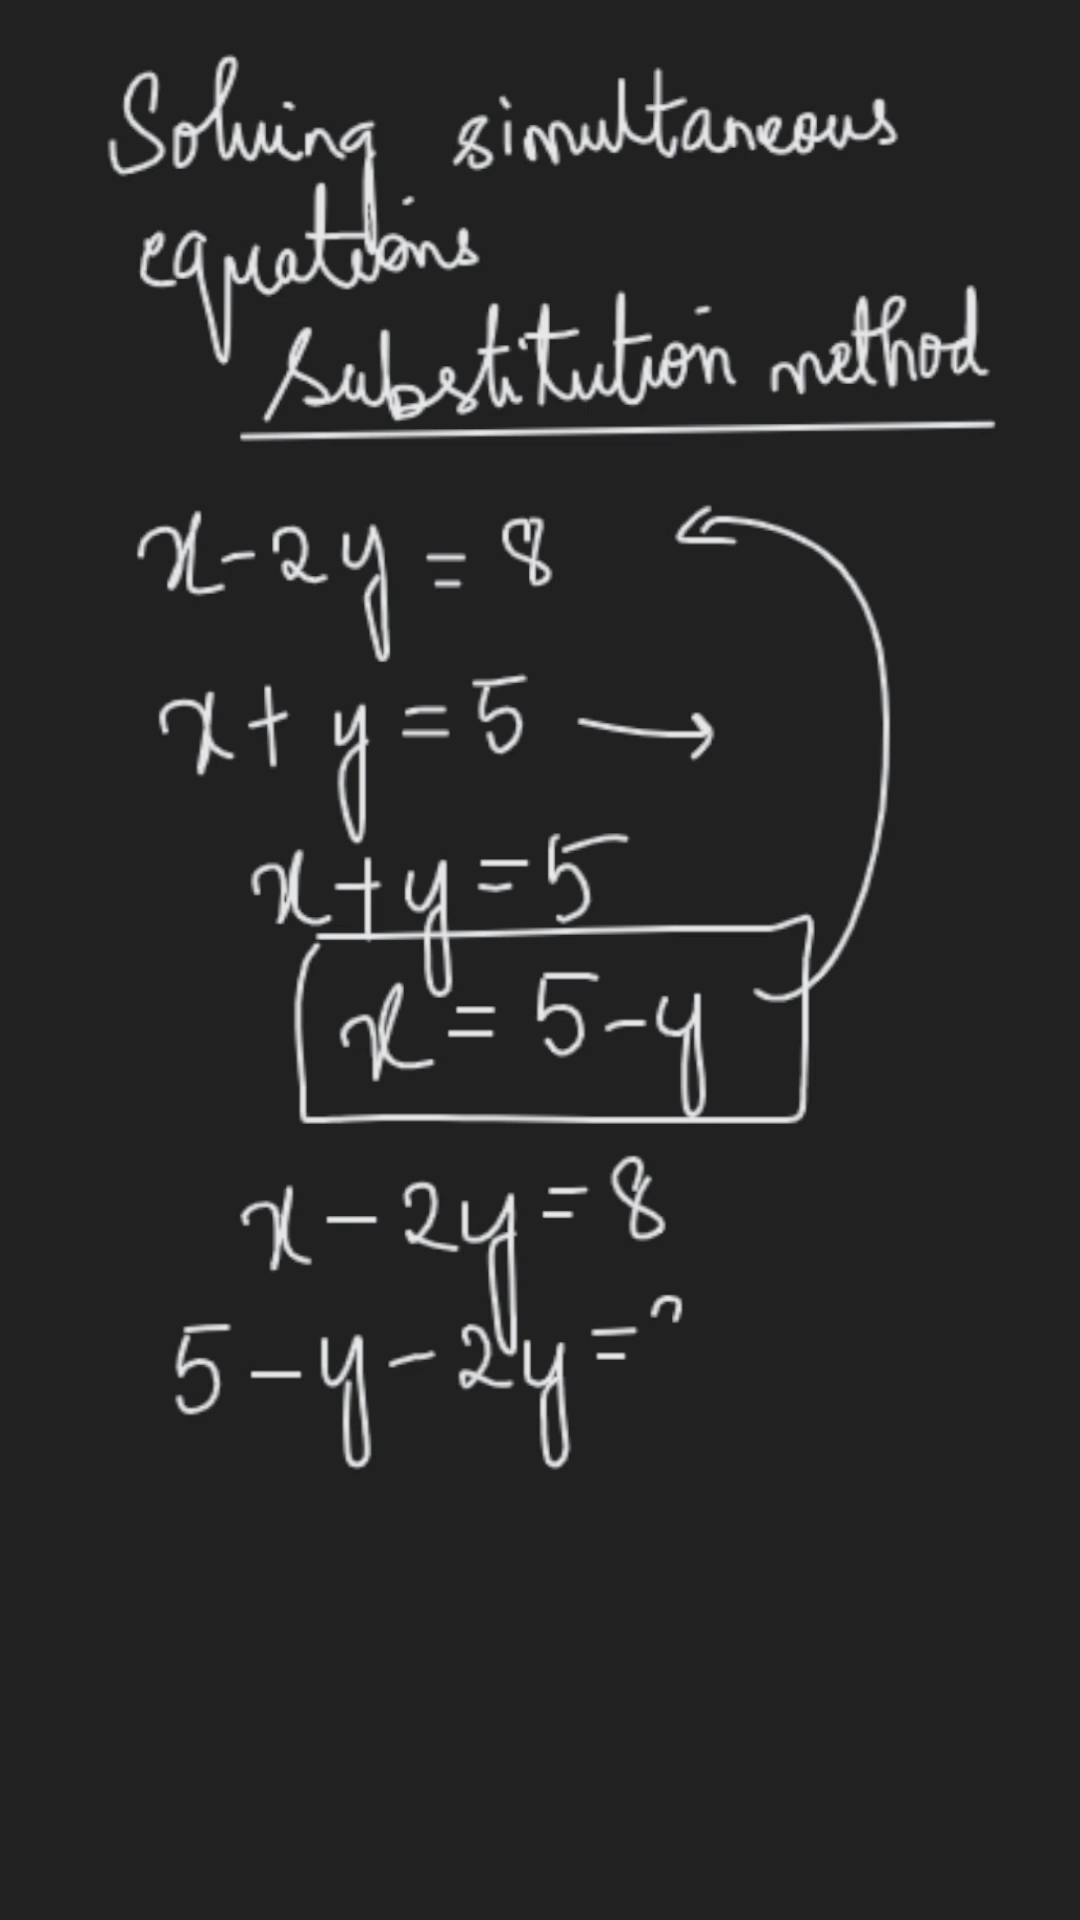 Solving simultaneous
equations
substitution method
x - 2y = 8
x + y = 5 →
x + y = 5
x = 5 - y
x - 2y = 8
5 - y - 2y =